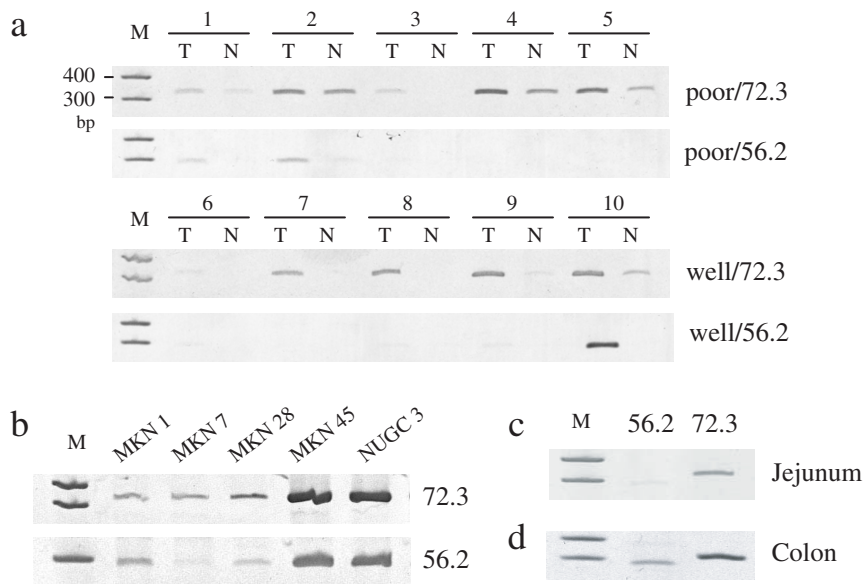 a
M 1 2 3 4 5
T N T N T N T N T N
400
300
bp
poor/72.3
poor/56.2
M 6 7 8 9 10
T N T N T N T N T N
well/72.3
well/56.2
b
M MKN 1 MKN 7 MKN 28 MKN 45 NUGC 3
72.3
56.2
c
M 56.2 72.3
Jejunum
d
Colon